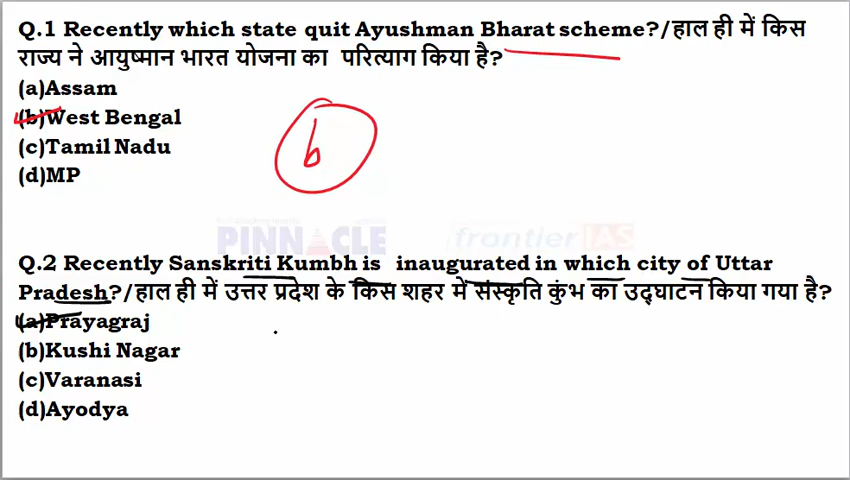 Q.1 Recently which state quit Ayushman Bharat scheme?/हाल ही में किस
राज्य ने आयुष्मान भारत योजना का परित्याग किया है?
(a)Assam
(b)West Bengal
(c)Tamil Nadu
(d)MP
b
PINNACLE
frontier IAS
Q.2 Recently Sanskriti Kumbh is inaugurated in which city of Uttar
Pradesh?/हाल ही में उत्तर प्रदेश के किस शहर में संस्कृति कुंभ का उद्घाटन किया गया है?
(a)Prayagraj
(b)Kushi Nagar
(c)Varanasi
(d)Ayodya